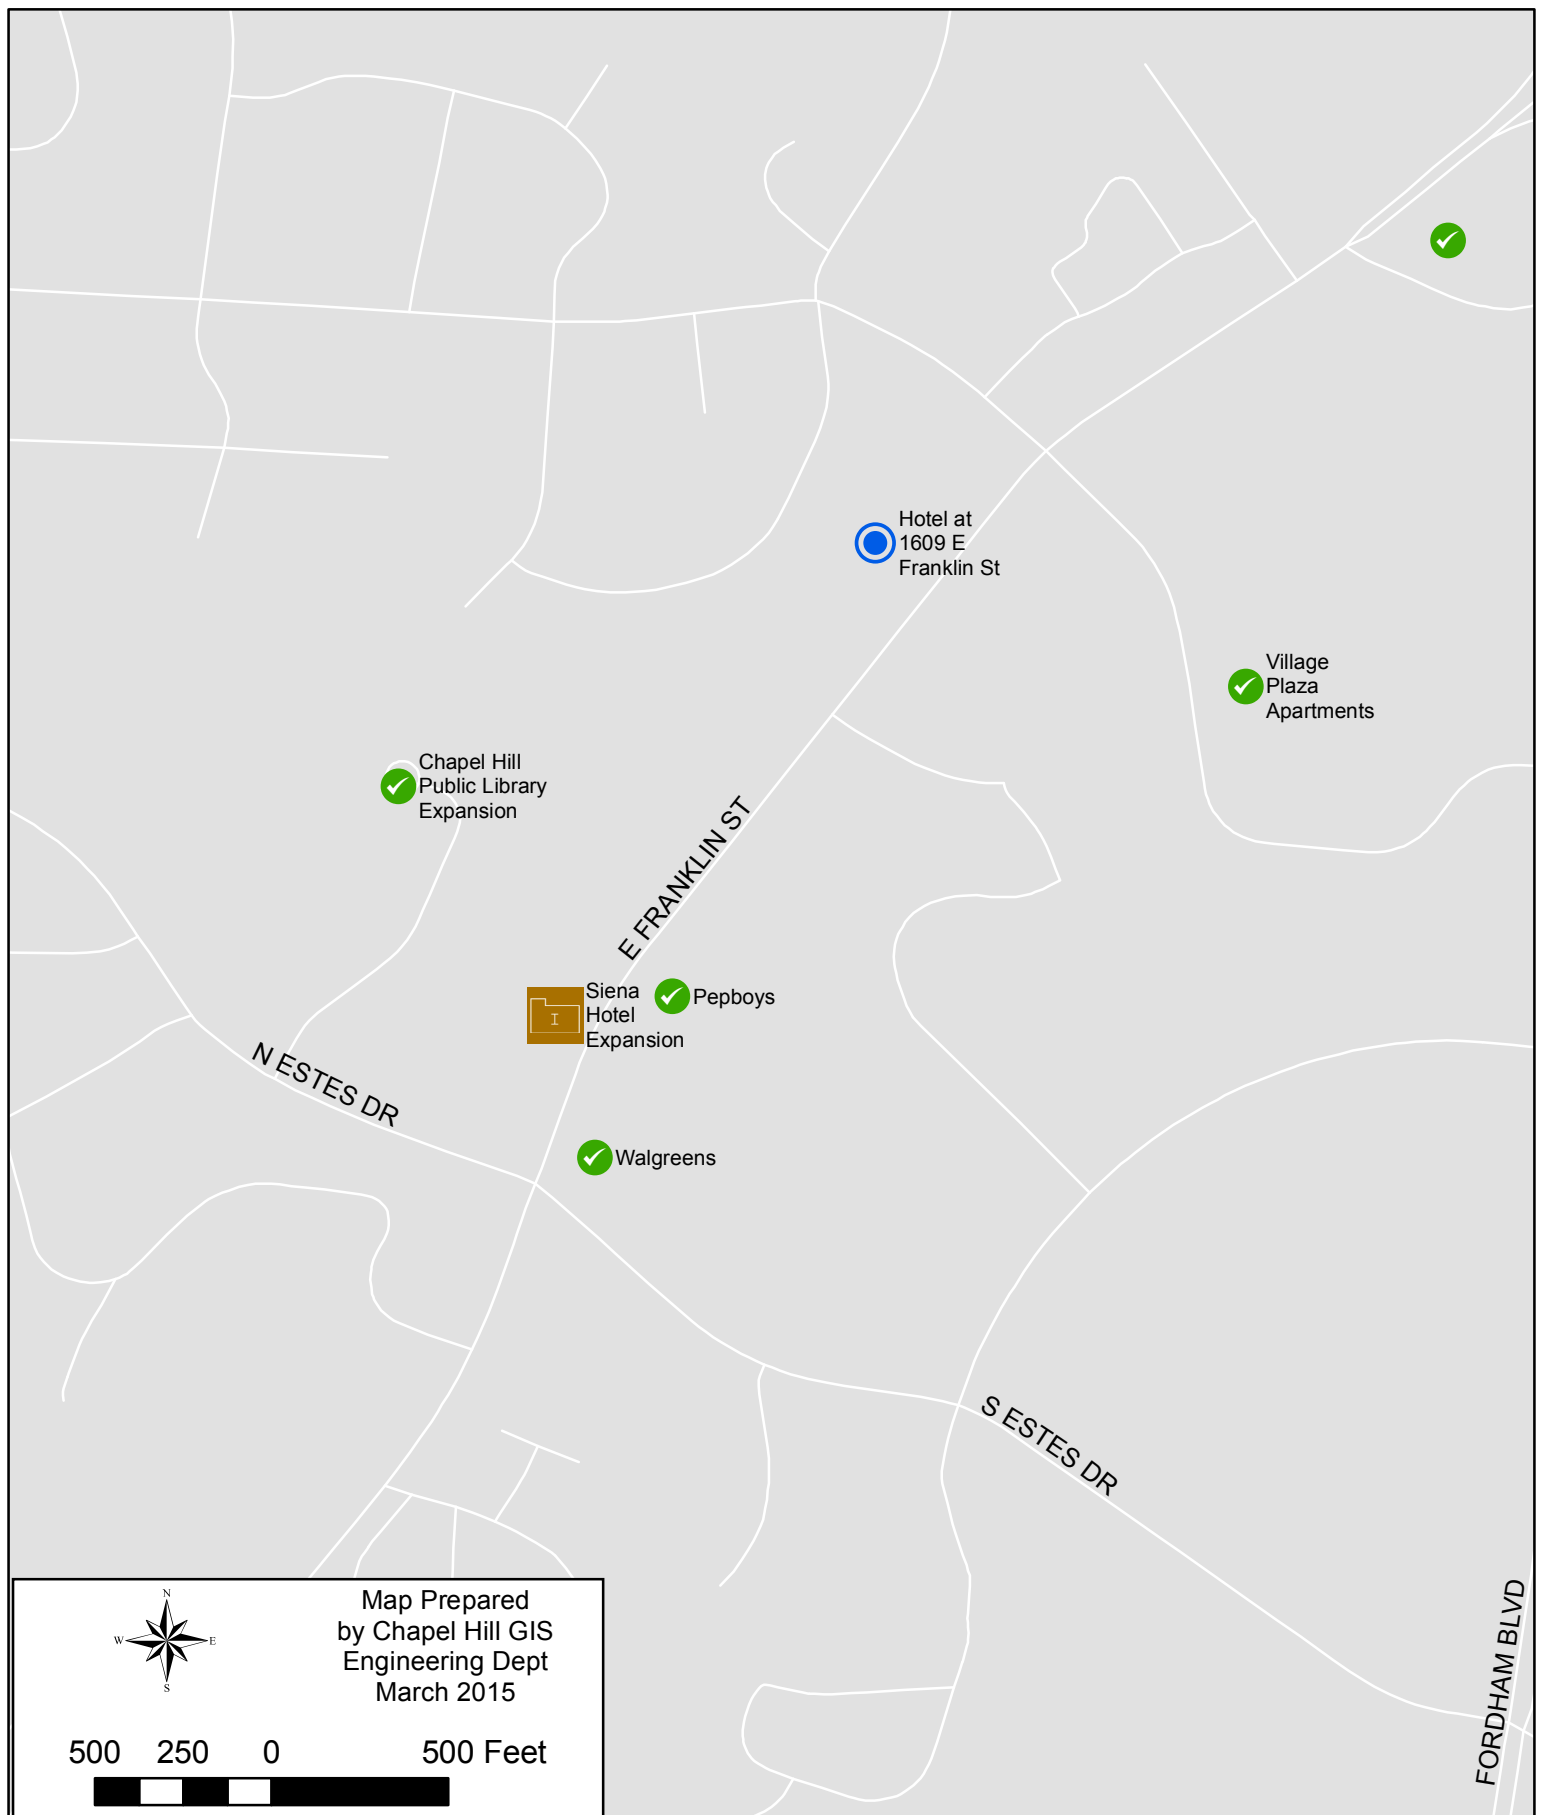 Hotel at
1609 E
Franklin St
Village
Plaza
Apartments
Chapel Hill
Public Library
Expansion
E FRANKLIN ST
Siena
Hotel
Expansion
I
Pepboys
N ESTES DR
Walgreens
S ESTES DR
FORDHAM BLVD
N
W E
S
Map Prepared
by Chapel Hill GIS
Engineering Dept
March 2015
500 250 0 500 Feet